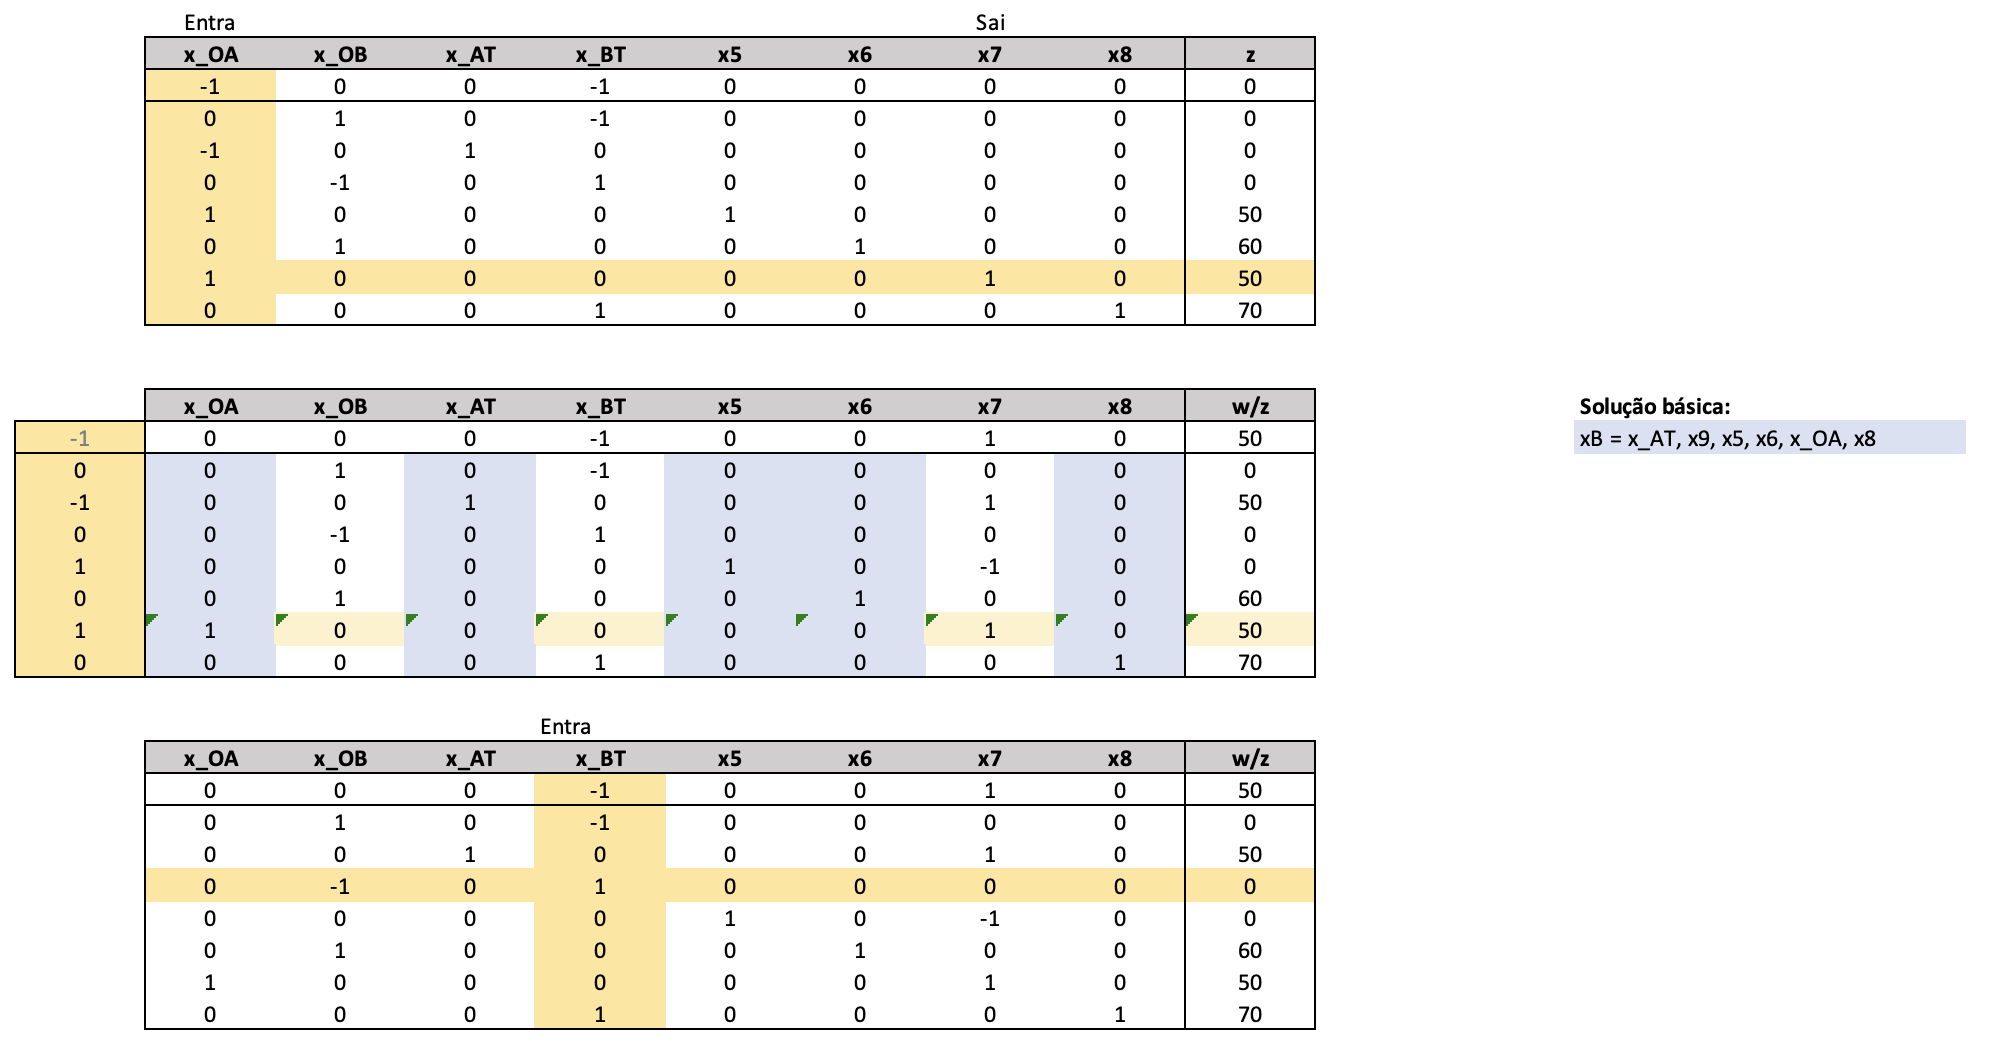 Entra Sai
x_OA x_OB x_AT x_BT x5 x6 x7 x8 z
-1 0 0 -1 0 0 0 0 0
0 1 0 -1 0 0 0 0 0
-1 0 1 0 0 0 0 0 0
0 -1 0 1 0 0 0 0 0
1 0 0 0 1 0 0 0 50
0 1 0 0 0 1 0 0 60
1 0 0 0 0 0 1 0 50
0 0 0 1 0 0 0 1 70
x_OA x_OB x_AT x_BT x5 x6 x7 x8 w/z Solução básica:
-1 0 0 0 -1 0 0 1 0 50 xB = x_AT, x9, x5, x6, x_OA, x8
0 0 1 0 -1 0 0 0 0 0
-1 0 0 1 0 0 0 1 0 50
0 0 -1 0 1 0 0 0 0 0
1 0 0 0 0 1 0 -1 0 0
0 0 1 0 0 0 1 0 0 60
1 1 0 0 0 0 0 1 0 50
0 0 0 0 1 0 0 0 1 70
Entra
x_OA x_OB x_AT x_BT x5 x6 x7 x8 w/z
0 0 0 -1 0 0 1 0 50
0 1 0 -1 0 0 0 0 0
0 0 1 0 0 0 1 0 50
0 -1 0 1 0 0 0 0 0
0 0 0 0 1 0 -1 0 0
0 1 0 0 0 1 0 0 60
1 0 0 0 0 0 1 0 50
0 0 0 1 0 0 0 1 70